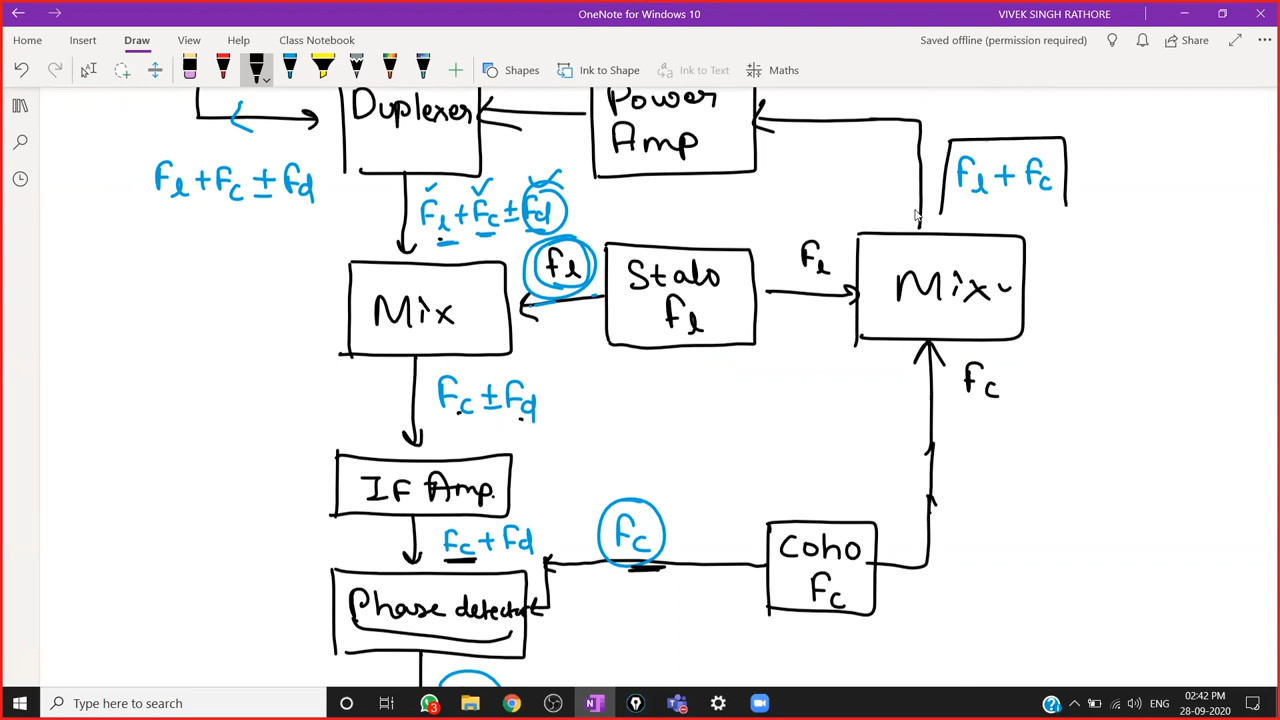 OneNote for Windows 10
VIVEK SINGH RATHORE
Home Insert Draw View Help Class Notebook
Saved offline (permission required)
Share
Shapes
Ink to Shape
Ink to Text
Maths
Duplexer
Power
Amp
Fl + Fc ± Fd
Fl + Fc ± Fd
Fl + Fc
fl
Stalo
fl
Fl
Mix
Mix
Fc
Fc ± Fd
IF Amp.
Fc + Fd
Fc
Coho
Fc
Phase detector
Type here to search
3
ENG
02:42 PM
28-09-2020